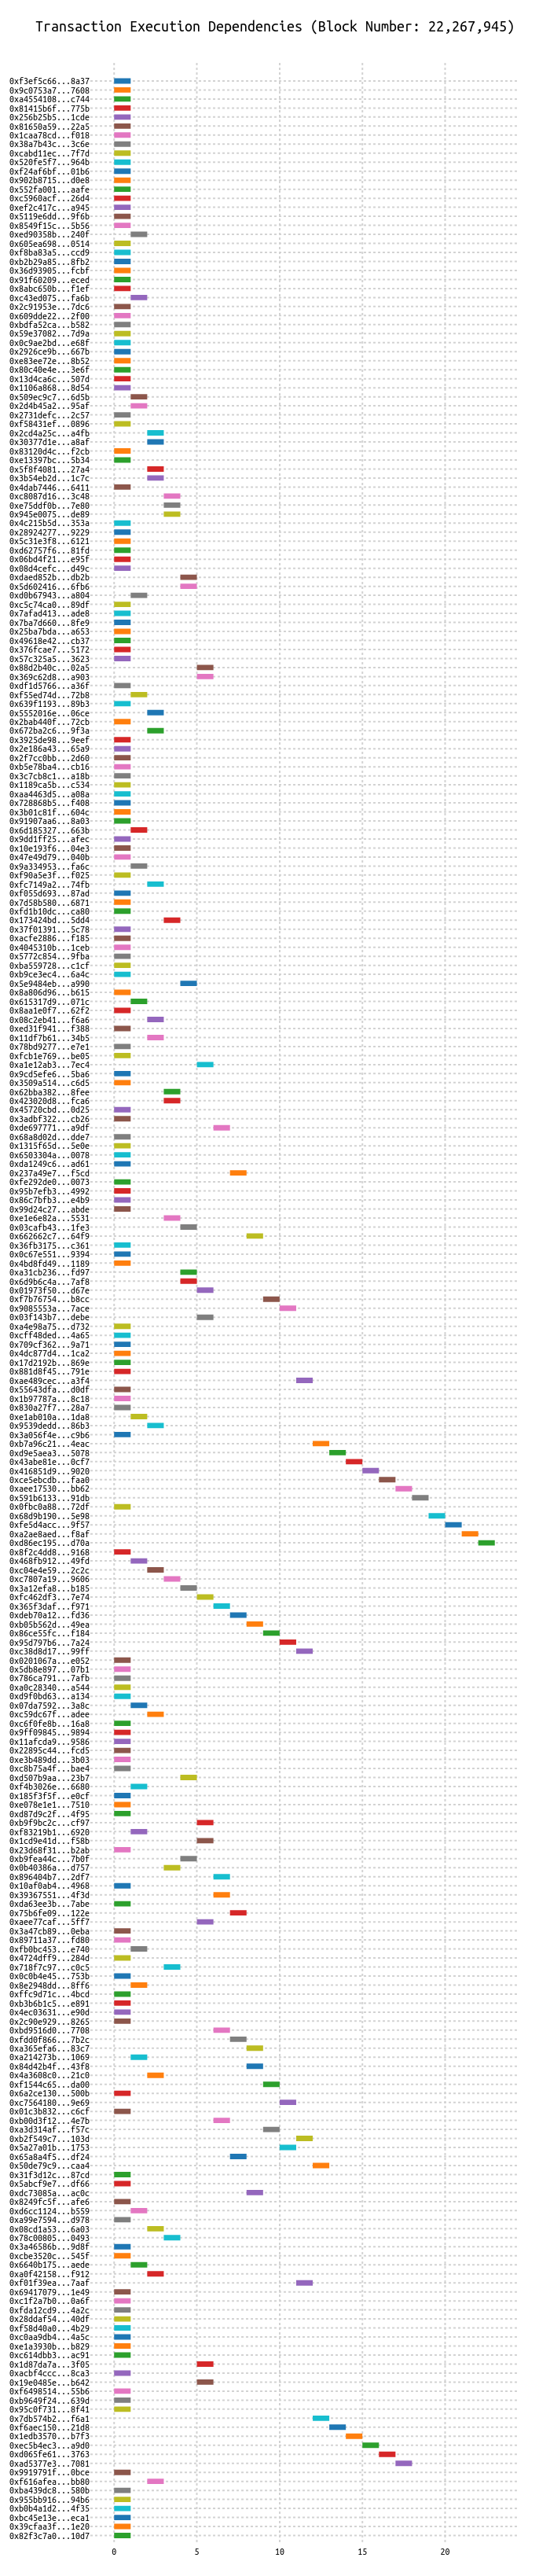 Transaction Execution Dependencies (Block Number: 22,267,945)
0xf3ef5c66...8a37
0x9c0753a7...7608
0xa4554108...c744
0x81415b6f...775b
0x256b25b5...1cde
0x81650a59...22a5
0x1caa78cd...f018
0x38a7b43c...3c6e
0xcabd11ec...7f7d
0x520fe5f7...964b
0xf24af6bf...01b6
0x902b8715...d0e8
0x552fa001...aafe
0xc5960acf...26d4
0xef2c417c...a945
0x5119e6dd...9f6b
0x8549f15c...5b56
0xed90358b...240f
0x605ea698...0514
0xf8ba83a5...ccd9
0xb2b29a85...8fb2
0x36d93905...fcbf
0x91f60209...eced
0x8abc650b...f1ef
0xc43ed075...fa6b
0x2c91953e...7dc6
0x609dde22...2f00
0xbdfa52ca...b582
0x59e37082...7d9a
0x0c9ae2bd...e68f
0x2926ce9b...667b
0xe83ee72e...8b52
0x80c40e4e...3e6f
0x13d4ca6c...507d
0x1106a868...8d54
0x509ec9c7...6d5b
0x2d4b45a2...95af
0x2731defc...2c57
0xf58431ef...0896
0x2cd4a25c...a4fb
0x30377d1e...a8af
0x83120d4c...f2cb
0xe13397bc...5b34
0x5f8f4081...27a4
0x3b54eb2d...1c7c
0x4dab7446...6411
0xc8087d16...3c48
0xe75ddf0b...7e80
0x945e0075...de89
0x4c215b5d...353a
0x28924277...9229
0x5c31e3f8...6121
0xd62757f6...81fd
0x06bd4f21...e95f
0x08d4cefc...d49c
0xdaed852b...db2b
0x5d602416...6fb6
0xd0b67943...a804
0xc5c74ca0...89df
0x7afad413...ade8
0x7ba7d660...8fe9
0x25ba7bda...a653
0x49618e42...cb37
0x376fcae7...5172
0x57c325a5...3623
0x88d2b40c...02a5
0x369c62d8...a903
0xdf1d5766...a36f
0xf55ed74d...72b8
0x639f1193...89b3
0x5552016e...06ce
0x2bab440f...72cb
0x672ba2c6...9f3a
0x3925de98...9eef
0x2e186a43...65a9
0x2f7cc0bb...2d60
0xb5e78ba4...cb16
0x3c7cb8c1...a18b
0x1189ca5b...c534
0xaa4463d5...a08a
0x728868b5...f408
0x3b01c81f...604c
0x91907aa6...8a03
0x6d185327...663b
0x9dd1ff25...afec
0x10e193f6...04e3
0x47e49d79...040b
0x9a334953...fa6c
0xf90a5e3f...f025
0xfc7149a2...74fb
0xf055d693...87ad
0x7d58b580...6871
0xfd1b10dc...ca80
0x173424bd...5dd4
0x37f01391...5c78
0xacfe2886...f185
0x4045310b...1ceb
0x5772c854...9fba
0xba559728...c1cf
0xb9ce3ec4...6a4c
0x5e9484eb...a990
0x8a806d96...b615
0x615317d9...071c
0x8aa1e0f7...62f2
0x08c2eb41...f6a6
0xed31f941...f388
0x11df7b61...34b5
0x78bd9277...e7e1
0xfcb1e769...be05
0xa1e12ab3...7ec4
0x9cd5efe6...5ba6
0x3509a514...c6d5
0x62bba382...8fee
0x423020d8...fca6
0x45720cbd...0d25
0x3adbf322...cb26
0xde697771...a9df
0x68a8d02d...dde7
0x1315f65d...5e0e
0x6503304a...0078
0xda1249c6...ad61
0x237a49e7...f5cd
0xfe292de0...0073
0x95b7efb3...4992
0x86c7bfb3...e4b9
0x99d24c27...abde
0xe1e6e82a...5531
0x03cafb43...1fe3
0x662662c7...64f9
0x36fb3175...c361
0x0c67e551...9394
0x4bd8fd49...1189
0xa31cb236...fd97
0x6d9b6c4a...7af8
0x01973f50...d67e
0xf7b76754...b8cc
0x9085553a...7ace
0x03f143b7...debe
0xa4e98a75...d732
0xcff48ded...4a65
0x709cf362...9a71
0x4dc877d4...1ca2
0x17d2192b...869e
0x881d8f45...791e
0xae489cec...a3f4
0x55643dfa...d0df
0x1b97787a...8c18
0x830a27f7...28a7
0xe1ab010a...1da8
0x9539dedd...86b3
0x3a056f4e...c9b6
0xb7a96c21...4eac
0xd9e5aea3...5078
0x43abe81e...0cf7
0x416851d9...9020
0xce5ebcdb...faa0
0xaee17530...bb62
0x591b6133...91db
0x0fbc0a88...72df
0x68d9b190...5e98
0xfe5d4acc...9f57
0xa2ae8aed...f8af
0xd86ec195...d70a
0x8f2c4dd8...9168
0x468fb912...49fd
0xc04e4e59...2c2c
0xc7807a19...9606
0x3a12efa8...b185
0xfc462df3...7e74
0x365f3daf...f971
0xdeb70a12...fd36
0xb05b562d...49ea
0x86ce55fc...f184
0x95d797b6...7a24
0xc38d8d17...99ff
0x0201067a...e052
0x5db8e897...07b1
0x786ca791...7afb
0xa0c28340...a544
0xd9f0bd63...a134
0x07da7592...3a8c
0xc59dc67f...adee
0xc6f0fe8b...16a8
0x9ff09845...9894
0x11afcda9...9586
0x22895c44...fcd5
0xe3b489dd...3b03
0xc8b75a4f...bae4
0xd507b9aa...23b7
0xf4b3026e...6680
0x185f3f5f...e0cf
0xe078e1e1...7510
0xd87d9c2f...4f95
0xb9f9bc2c...cf97
0xf83219b1...6920
0x1cd9e41d...f58b
0x23d68f31...b2ab
0xb9fea44c...7b0f
0x0b40386a...d757
0x896404b7...2df7
0x10af0ab4...4968
0x39367551...4f3d
0xda63ee3b...7abe
0x75b6fe09...122e
0xaee77caf...5ff7
0x3a47cb89...0eba
0x89711a37...fd80
0xfb0bc453...e740
0x4724dff9...284d
0x718f7c97...c0c5
0x0c0b4e45...753b
0x8e2948dd...8ff6
0xffc9d71c...4bcd
0xb3b6b1c5...e891
0x4ec03631...e90d
0x2c90e929...8265
0xbd9516d0...7708
0xfdd0f866...7b2c
0xa365efa6...83c7
0xa214273b...1069
0x84d42b4f...43f8
0x4a3608c0...21c0
0xf1544c65...da00
0x6a2ce130...500b
0xc7564180...9e69
0x01c3b832...c6cf
0xb00d3f12...4e7b
0xa3d314af...f57c
0xb2f549c7...103d
0x5a27a01b...1753
0x65a8a4f5...df24
0x50de79c9...caa4
0x31f3d12c...87cd
0x5abcf9e7...df66
0xdc73085a...ac0c
0x8249fc5f...afe6
0xd6cc1124...b559
0xa99e7594...d978
0x08cd1a53...6a03
0x78c00805...0493
0x3a46586b...9d8f
0xcbe3520c...545f
0x6640b175...aede
0xa0f42158...f912
0xf01f39ea...7aaf
0x69417079...1e49
0xc1f2a7b0...0a6f
0xfda12cd9...4a2c
0x28ddaf54...40df
0xf58d40a0...4b29
0xc0aa9db4...4a5c
0xe1a3930b...b829
0xc614dbb3...ac91
0x1d87da7a...3f05
0xacbf4ccc...8ca3
0x19e0485e...b642
0xf6498514...55b6
0xb9649f24...639d
0x95c0f731...8f41
0x7db574b2...f6a1
0xf6aec150...21d8
0x1edb3570...b7f3
0xec5b4ec3...a9d0
0xd065fe61...3763
0xad5377e3...7081
0x9919791f...0bce
0xf616afea...bb80
0xba439dc8...580b
0x955bb916...94b6
0xb0b4a1d2...4f35
0xbc45e13e...eca1
0x39cfaa3f...1e20
0x82f3c7a0...10d7
0 5 10 15 20